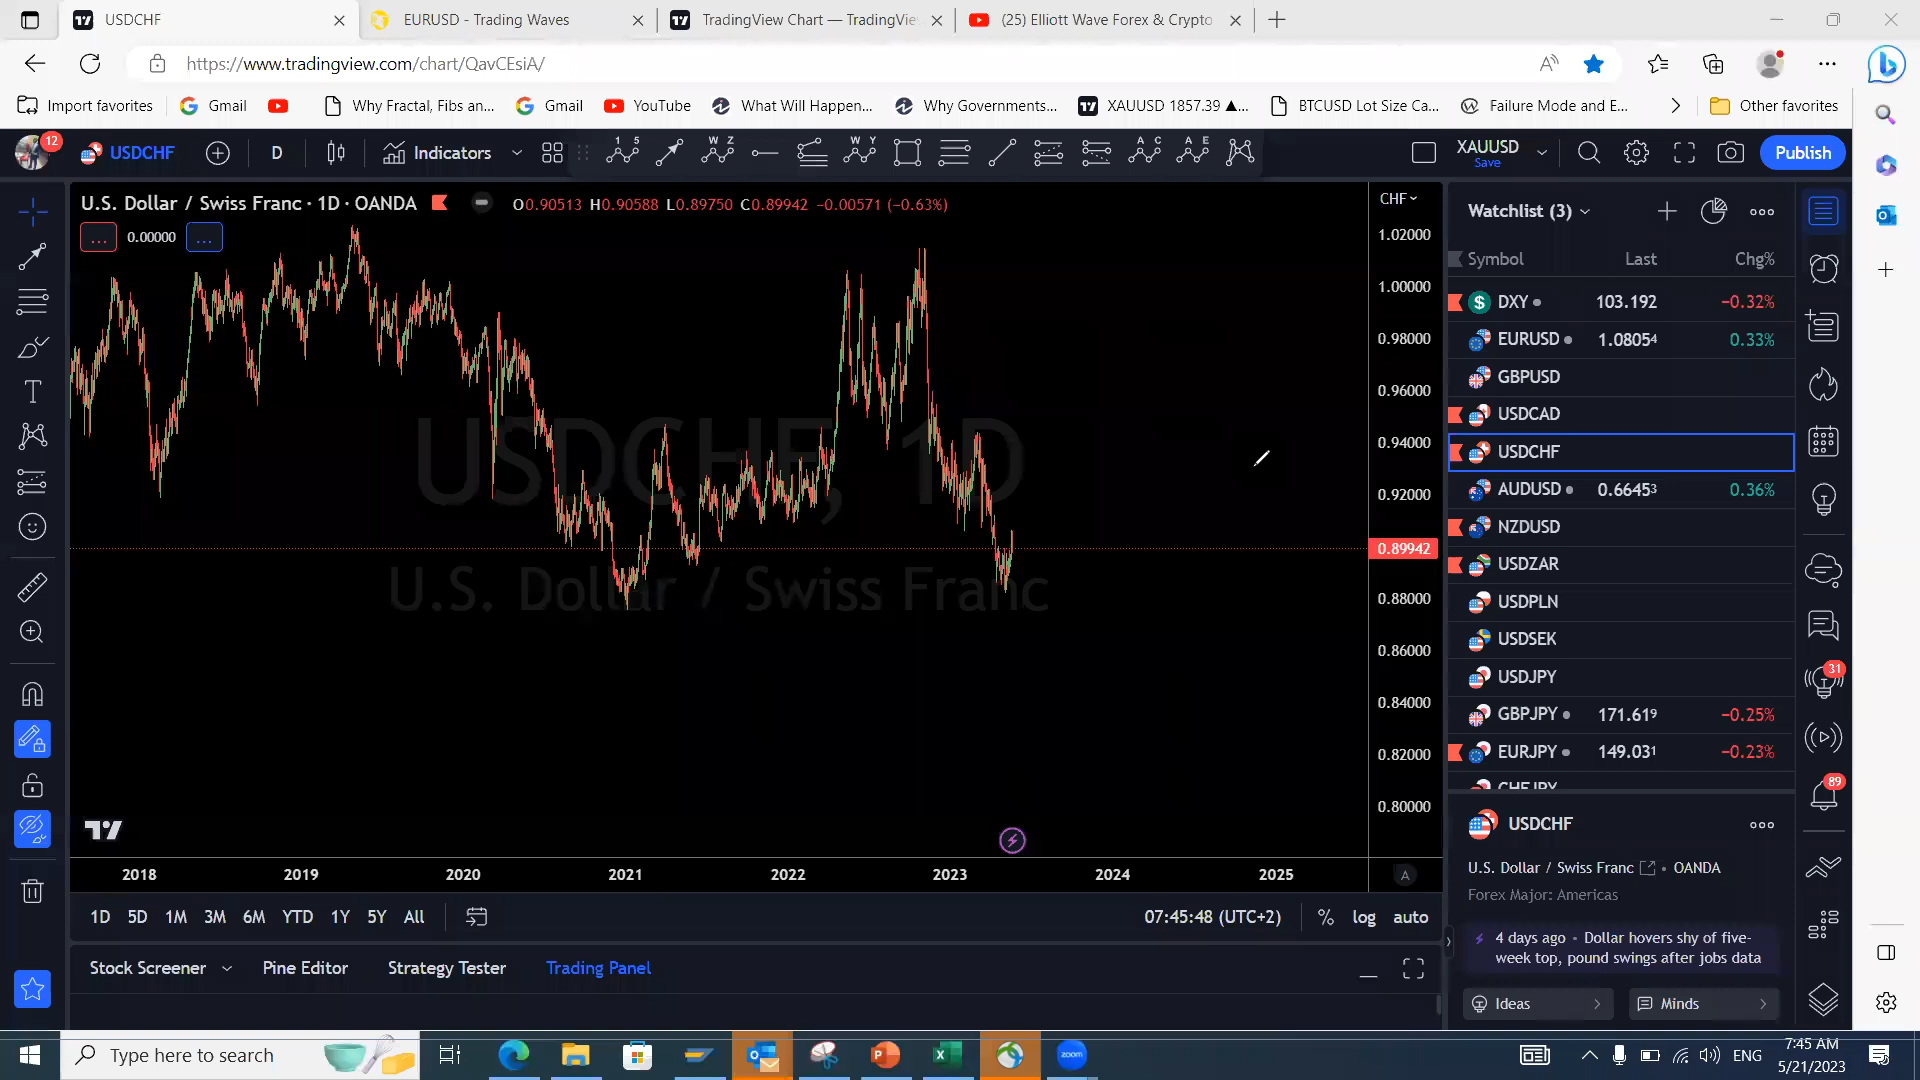 USDCHF
EURUSD - Trading Waves
TradingView Chart — TradingVie
(25) Elliott Wave Forex & Crypto
https://www.tradingview.com/chart/QavCEsiA/
Import favorites
Gmail
Why Fractal, Fibs an...
Gmail
YouTube
What Will Happen...
Why Governments...
XAUUSD 1857.39 ▲...
BTCUSD Lot Size Ca...
Failure Mode and E...
Other favorites
12
USDCHF
D
Indicators
XAUUSD
Save
Publish
U.S. Dollar / Swiss Franc · 1D · OANDA
O0.90513 H0.90588 L0.89750 C0.89942 −0.00571 (−0.63%)
... 0.00000 ...
USDCHF, 1D
U.S. Dollar / Swiss Franc
CHF
1.02000
1.00000
0.98000
0.96000
0.94000
0.92000
0.89942
0.88000
0.86000
0.84000
0.82000
0.80000
2018 2019 2020 2021 2022 2023 2024 2025
A
1D 5D 1M 3M 6M YTD 1Y 5Y All
07:45:48 (UTC+2) % log auto
Stock Screener Pine Editor Strategy Tester Trading Panel
Watchlist (3)
Symbol Last Chg%
DXY 103.192 −0.32%
EURUSD 1.08054 0.33%
GBPUSD
USDCAD
USDCHF
AUDUSD 0.66453 0.36%
NZDUSD
USDZAR
USDPLN
USDSEK
USDJPY
GBPJPY 171.619 −0.25%
EURJPY 149.031 −0.23%
CHFJPY
USDCHF
U.S. Dollar / Swiss Franc • OANDA
Forex Major: Americas
4 days ago • Dollar hovers shy of five-
week top, pound swings after jobs data
Ideas
Minds
31
89
Type here to search
zoom
ENG
7:45 AM
5/21/2023